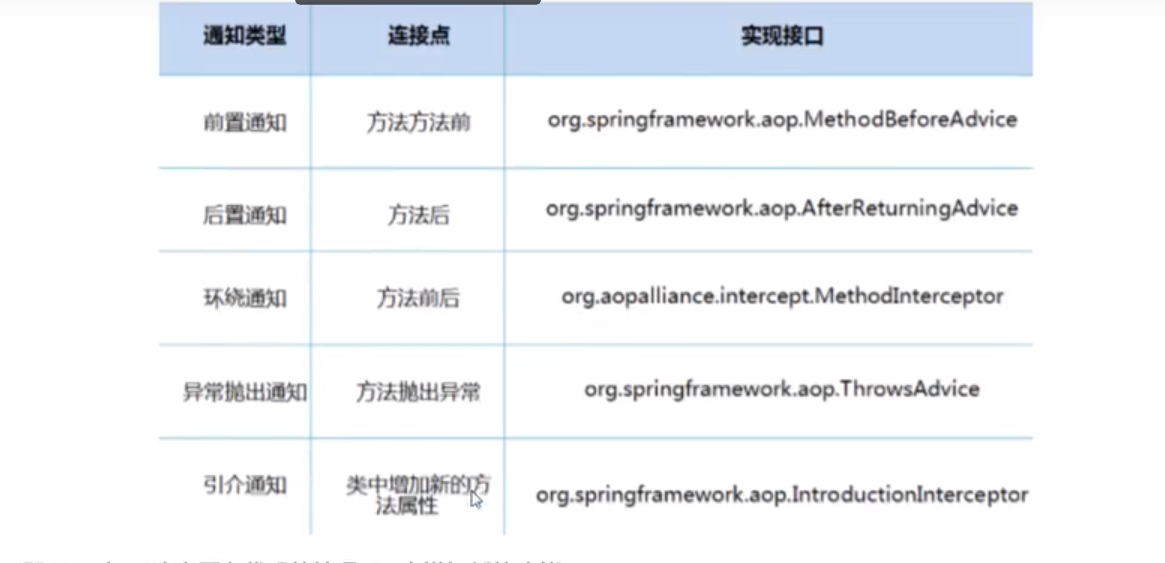 通知类型 连接点 实现接口
前置通知 方法方法前 org.springframework.aop.MethodBeforeAdvice
后置通知 方法后 org.springframework.aop.AfterReturningAdvice
环绕通知 方法前后 org.aopalliance.intercept.MethodInterceptor
异常抛出通知 方法抛出异常 org.springframework.aop.ThrowsAdvice
引介通知 类中增加新的方
法属性 org.springframework.aop.IntroductionInterceptor